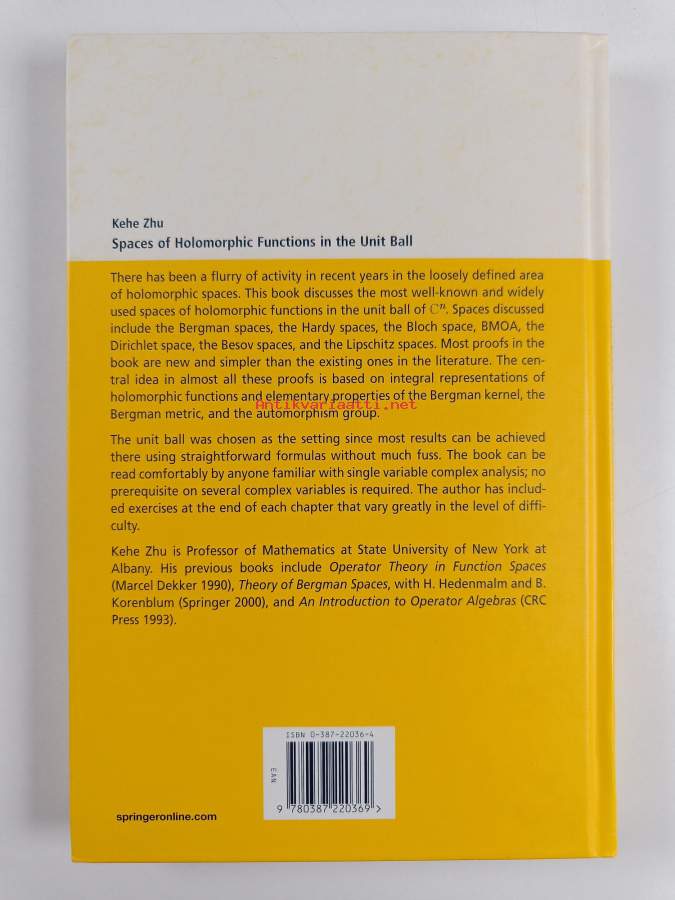 Kehe Zhu
Spaces of Holomorphic Functions in the Unit Ball
There has been a flurry of activity in recent years in the loosely defined area
of holomorphic spaces. This book discusses the most well-known and widely
used spaces of holomorphic functions in the unit ball of ℂⁿ. Spaces discussed
include the Bergman spaces, the Hardy spaces, the Bloch space, BMOA, the
Dirichlet space, the Besov spaces, and the Lipschitz spaces. Most proofs in the
book are new and simpler than the existing ones in the literature. The cen-
tral idea in almost all these proofs is based on integral representations of
holomorphic functions and elementary properties of the Bergman kernel, the
Antikvariaatti.net
Bergman metric, and the automorphism group.
The unit ball was chosen as the setting since most results can be achieved
there using straightforward formulas without much fuss. The book can be
read comfortably by anyone familiar with single variable complex analysis; no
prerequisite on several complex variables is required. The author has includ-
ed exercises at the end of each chapter that vary greatly in the level of diffi-
culty.
Kehe Zhu is Professor of Mathematics at State University of New York at
Albany. His previous books include Operator Theory in Function Spaces
(Marcel Dekker 1990), Theory of Bergman Spaces, with H. Hedenmalm and B.
Korenblum (Springer 2000), and An Introduction to Operator Algebras (CRC
Press 1993).
ISBN 0-387-22036-4
EAN
9 780387 220369 >
springeronline.com